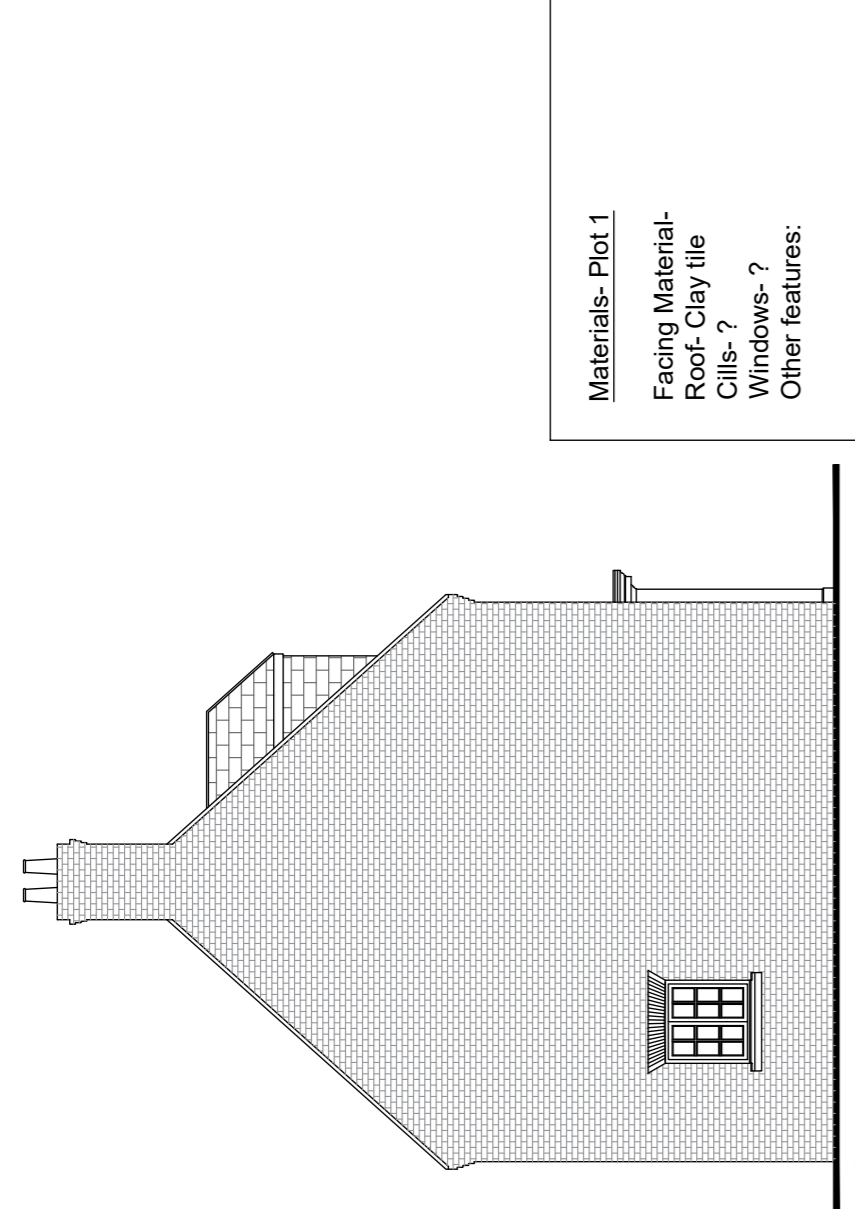 Materials- Plot 1
Facing Material-
Roof- Clay tile
Cills- ?
Windows- ?
Other features: